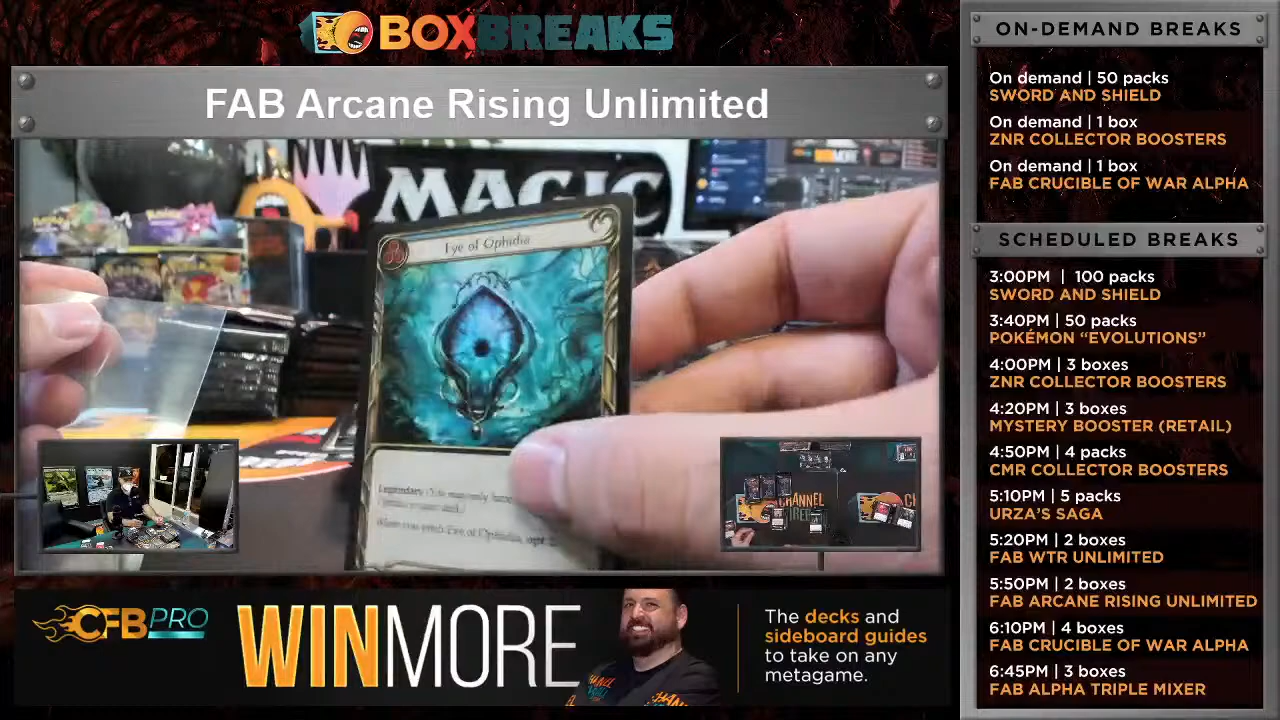 BOXBREAKS
FAB Arcane Rising Unlimited
MAGIC
Eye of Ophidia
Legendary
CHANNEL
CFBPRO
WINMORE
The decks and
sideboard guides
to take on any
metagame.
ON-DEMAND BREAKS
On demand | 50 packs
SWORD AND SHIELD
On demand | 1 box
ZNR COLLECTOR BOOSTERS
On demand | 1 box
FAB CRUCIBLE OF WAR ALPHA
SCHEDULED BREAKS
3:00PM | 100 packs
SWORD AND SHIELD
3:40PM | 50 packs
POKÉMON “EVOLUTIONS”
4:00PM | 3 boxes
ZNR COLLECTOR BOOSTERS
4:20PM | 3 boxes
MYSTERY BOOSTER (RETAIL)
4:50PM | 4 packs
CMR COLLECTOR BOOSTERS
5:10PM | 5 packs
URZA’S SAGA
5:20PM | 2 boxes
FAB WTR UNLIMITED
5:50PM | 2 boxes
FAB ARCANE RISING UNLIMITED
6:10PM | 4 boxes
FAB CRUCIBLE OF WAR ALPHA
6:45PM | 3 boxes
FAB ALPHA TRIPLE MIXER